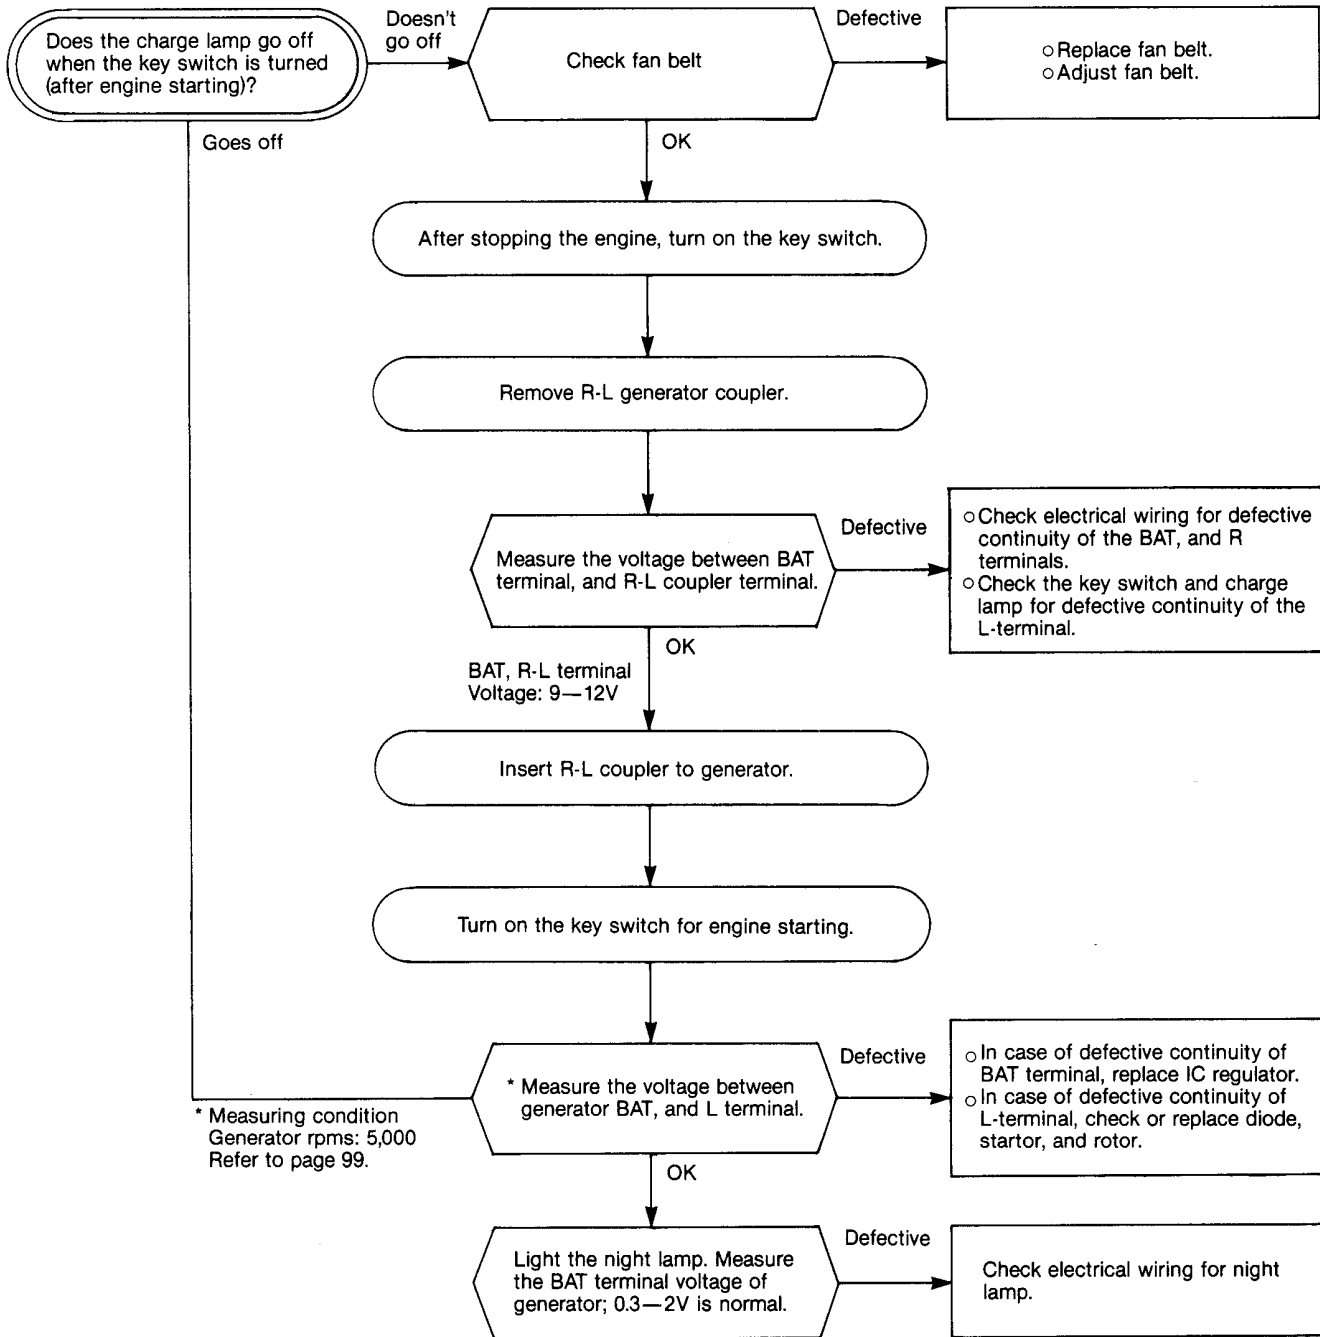 Does the charge lamp go off
when the key switch is turned
(after engine starting)?
Doesn't
go off
Check fan belt
Defective
○ Replace fan belt.
○ Adjust fan belt.
Goes off
OK
After stopping the engine, turn on the key switch.
Remove R-L generator coupler.
Measure the voltage between BAT
terminal, and R-L coupler terminal.
Defective
○ Check electrical wiring for defective
continuity of the BAT, and R
terminals.
○ Check the key switch and charge
lamp for defective continuity of the
L-terminal.
OK
BAT, R-L terminal
Voltage: 9—12V
Insert R-L coupler to generator.
Turn on the key switch for engine starting.
* Measure the voltage between
generator BAT, and L terminal.
Defective
○ In case of defective continuity of
BAT terminal, replace IC regulator.
○ In case of defective continuity of
L-terminal, check or replace diode,
startor, and rotor.
* Measuring condition
Generator rpms: 5,000
Refer to page 99.
OK
Light the night lamp. Measure
the BAT terminal voltage of
generator; 0.3—2V is normal.
Defective
Check electrical wiring for night
lamp.